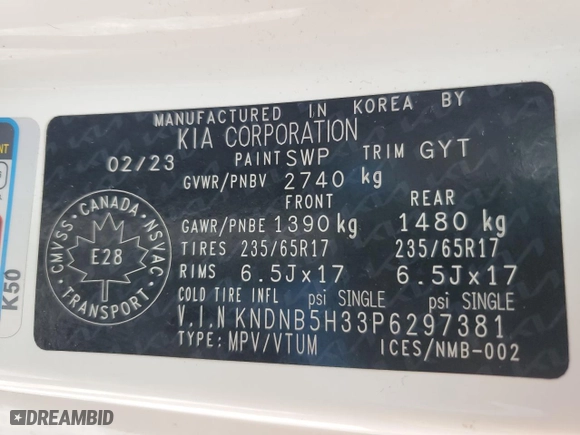 MANUFACTURED IN KOREA BY
KIA CORPORATION
02/23 PAINT SWP TRIM GYT
GVWR/PNBV 2740 kg
FRONT REAR
GAWR/PNBE 1390 kg 1480 kg
TIRES 235/65R17 235/65R17
RIMS 6.5Jx17 6.5Jx17
COLD TIRE INFL psi SINGLE psi SINGLE
V.I.N KNDNB5H33P6297381
TYPE: MPV/VTUM ICES/NMB-002
CANADA
CMVSS NSVAC
E28
TRANSPORT
K50
DREAMBID